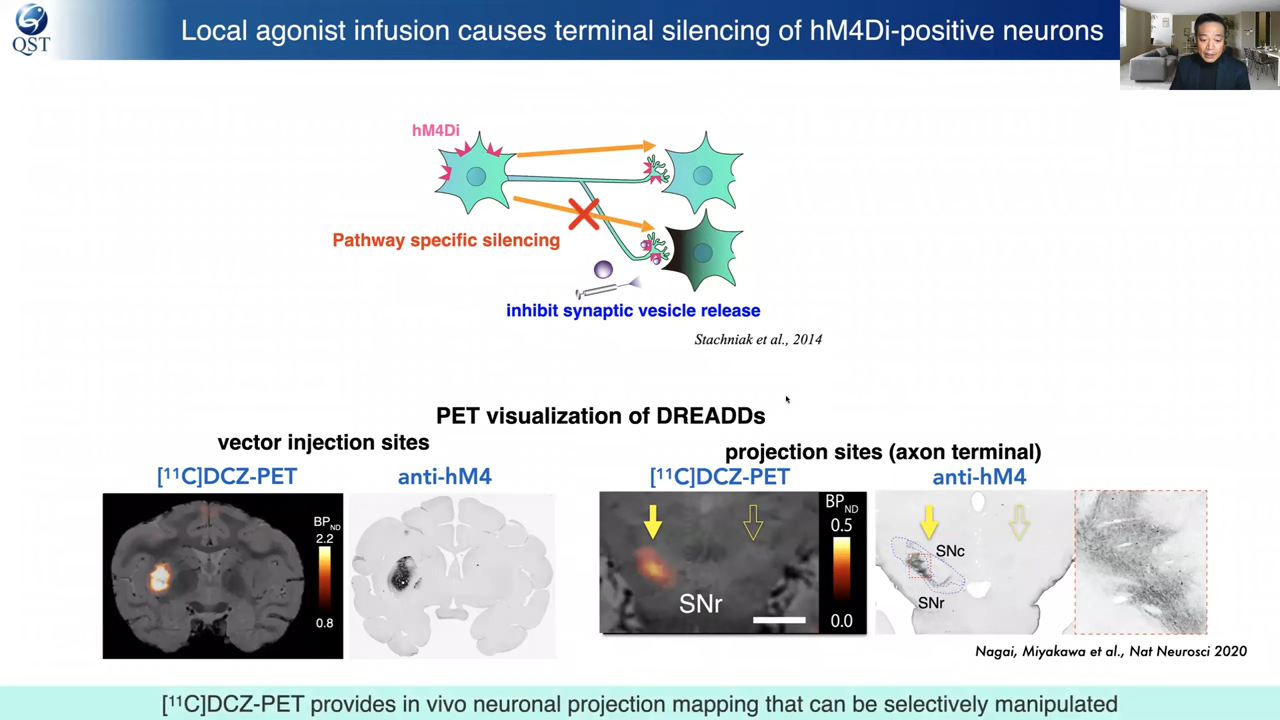 QST
Local agonist infusion causes terminal silencing of hM4Di-positive neurons
hM4Di
Pathway specific silencing
inhibit synaptic vesicle release
Stachniak et al., 2014
PET visualization of DREADDs
vector injection sites
[¹¹C]DCZ-PET
anti-hM4
BPND
2.2
0.8
projection sites (axon terminal)
[¹¹C]DCZ-PET
anti-hM4
BPND
0.5
0.0
SNr
SNc
SNr
Nagai, Miyakawa et al., Nat Neurosci 2020
[¹¹C]DCZ-PET provides in vivo neuronal projection mapping that can be selectively manipulated